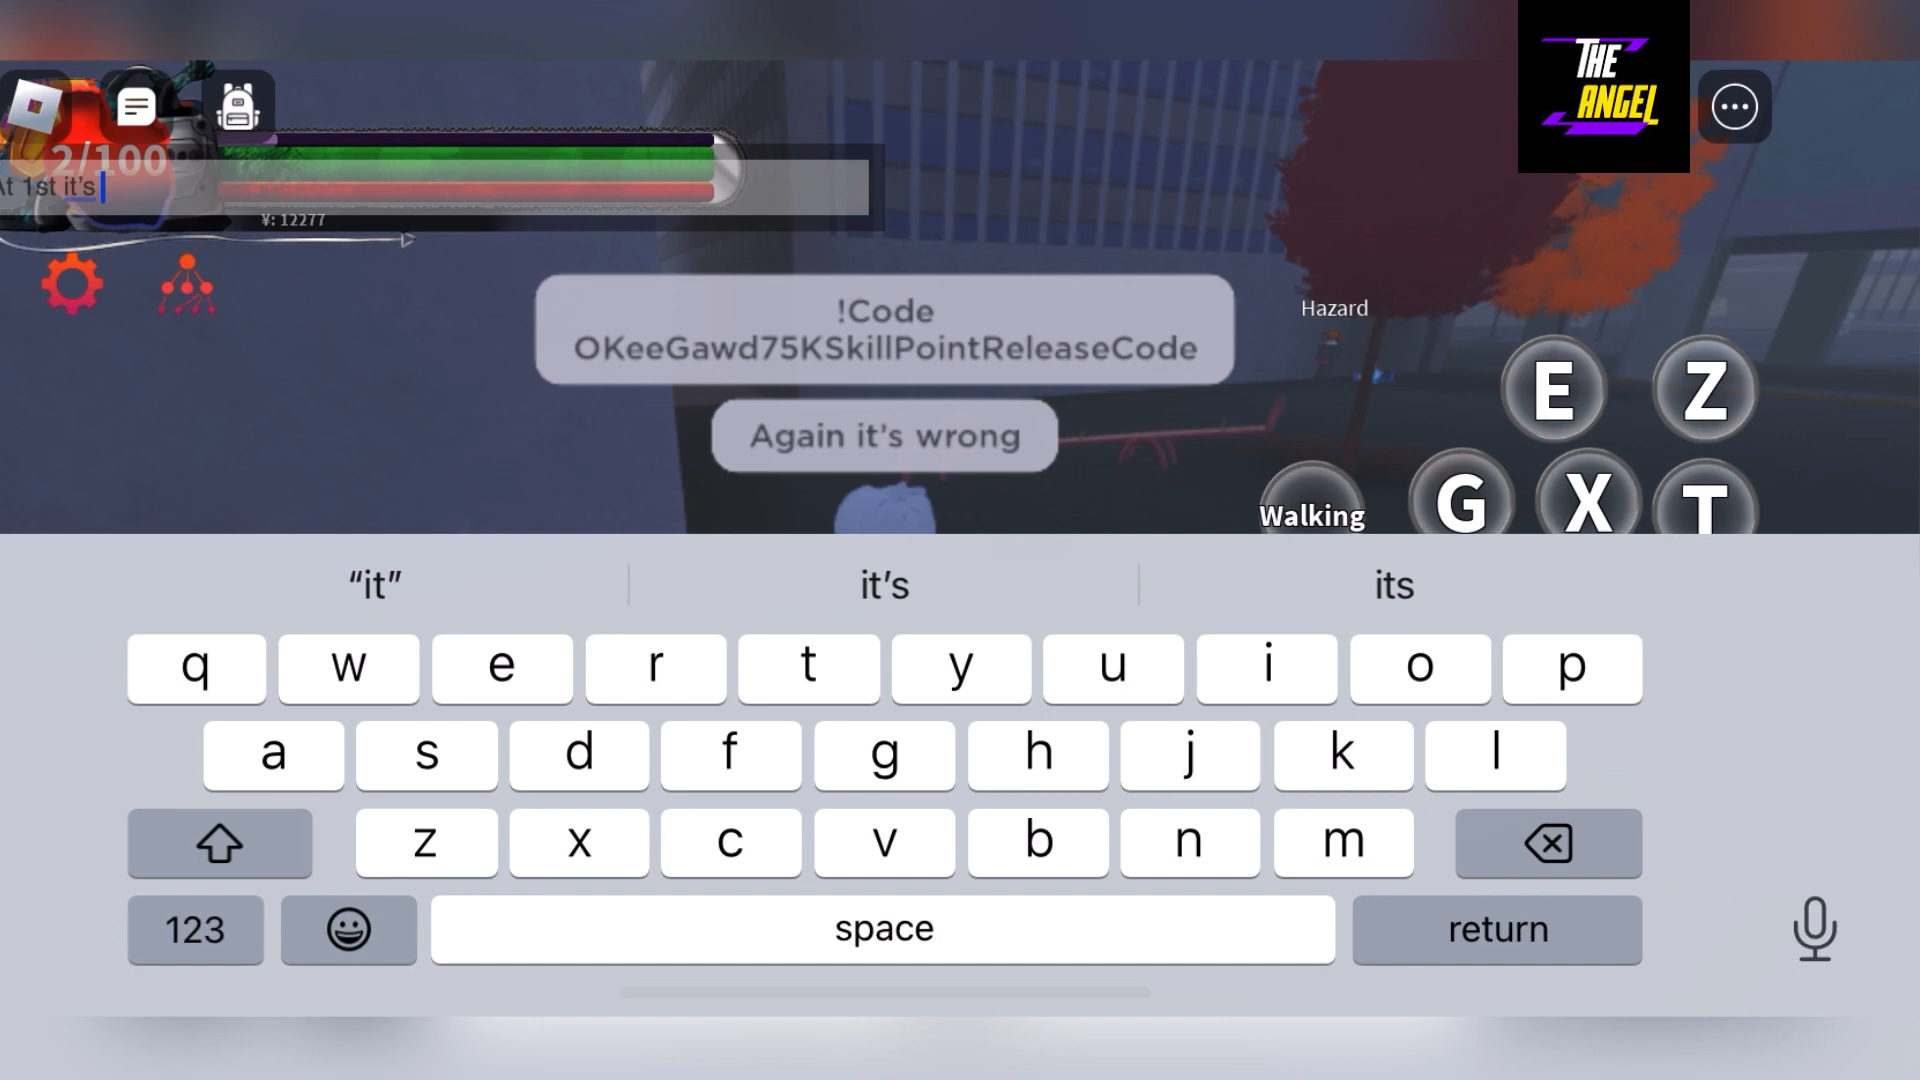 THE
ANGEL
2/100
At 1st it's
¥: 12277
!Code
OKeeGawd75KSkillPointReleaseCode
Again it's wrong
Hazard
E Z
Walking G X T
“it” it's its
q w e r t y u i o p
a s d f g h j k l
z x c v b n m
123 space return